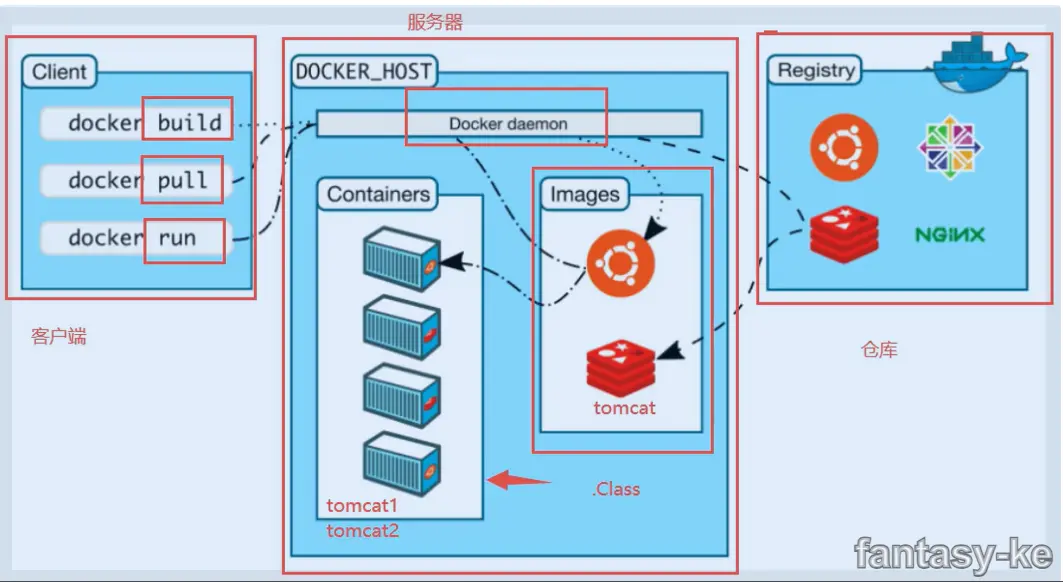 服务器
Client
docker build
docker pull
docker run
客户端
DOCKER_HOST
Docker daemon
Containers
tomcat1
tomcat2
Images
tomcat
.Class
Registry
NGINX
仓库
fantasy-ke